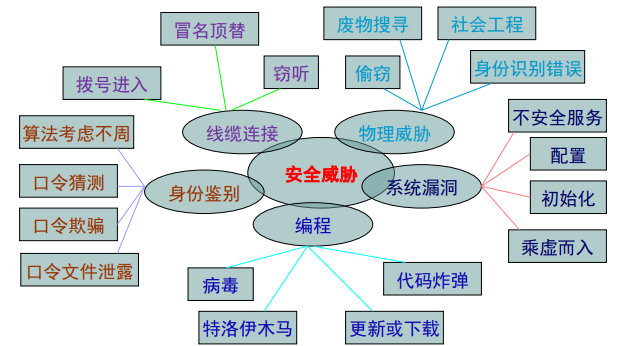 冒名顶替
废物搜寻
社会工程
拨号进入
窃听
偷窃
身份识别错误
算法考虑不周
线缆连接
物理威胁
不安全服务
口令猜测
身份鉴别
安全威胁
系统漏洞
配置
口令欺骗
编程
初始化
口令文件泄露
病毒
代码炸弹
乘虚而入
特洛伊木马
更新或下载